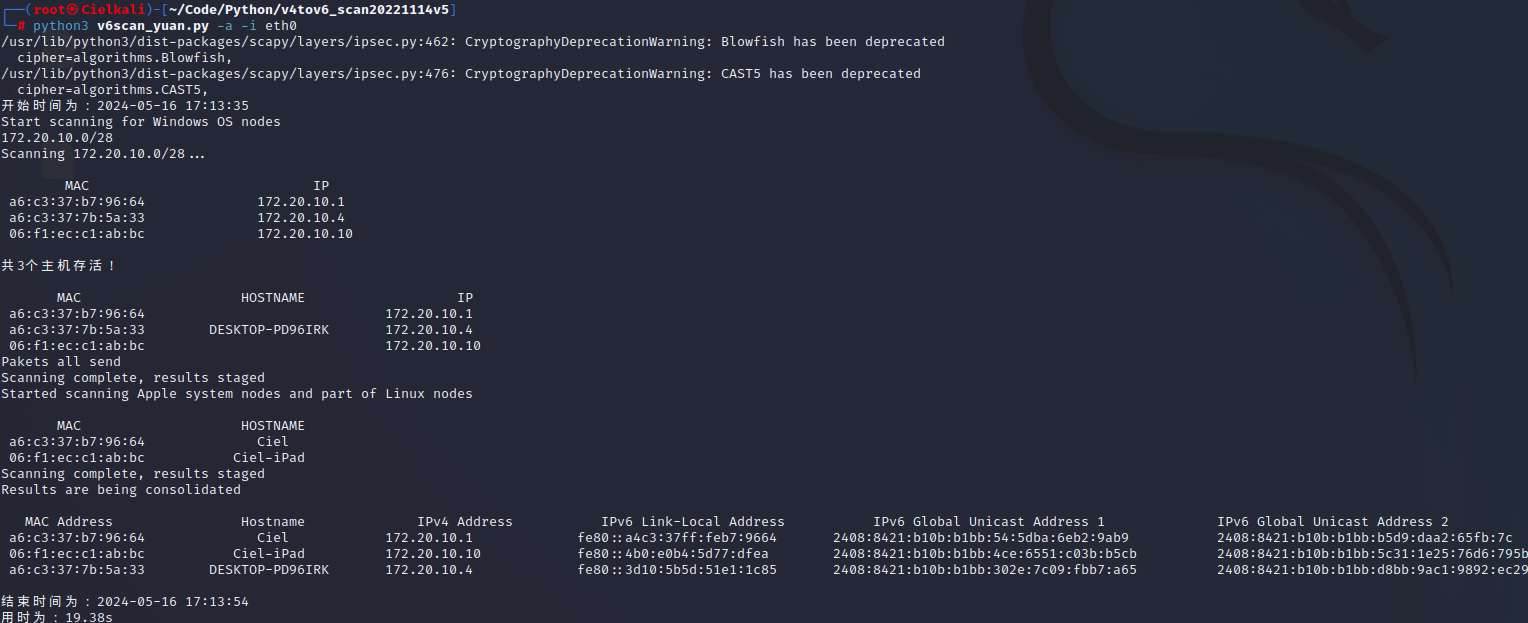 ┌──(root㉿Cielkali)-[~/Code/Python/v4tov6_scan20221114v5]
└─# python3 v6scan_yuan.py -a -i eth0
/usr/lib/python3/dist-packages/scapy/layers/ipsec.py:462: CryptographyDeprecationWarning: Blowfish has been deprecated
  cipher=algorithms.Blowfish,
/usr/lib/python3/dist-packages/scapy/layers/ipsec.py:476: CryptographyDeprecationWarning: CAST5 has been deprecated
  cipher=algorithms.CAST5,
开始时间为：2024-05-16 17:13:35
Start scanning for Windows OS nodes
172.20.10.0/28
Scanning 172.20.10.0/28...
MAC IP
a6:c3:37:b7:96:64 172.20.10.1
a6:c3:37:7b:5a:33 172.20.10.4
06:f1:ec:c1:ab:bc 172.20.10.10
共3个主机存活！
MAC HOSTNAME IP
a6:c3:37:b7:96:64 172.20.10.1
a6:c3:37:7b:5a:33 DESKTOP-PD96IRK 172.20.10.4
06:f1:ec:c1:ab:bc 172.20.10.10
Pakets all send
Scanning complete, results staged
Started scanning Apple system nodes and part of Linux nodes
MAC HOSTNAME
a6:c3:37:b7:96:64 Ciel
06:f1:ec:c1:ab:bc Ciel-iPad
Scanning complete, results staged
Results are being consolidated
MAC Address Hostname IPv4 Address IPv6 Link-Local Address IPv6 Global Unicast Address 1 IPv6 Global Unicast Address 2
a6:c3:37:b7:96:64 Ciel 172.20.10.1 fe80::a4c3:37ff:feb7:9664 2408:8421:b10b:b1bb:54:5dba:6eb2:9ab9 2408:8421:b10b:b1bb:b5d9:daa2:65fb:7c
06:f1:ec:c1:ab:bc Ciel-iPad 172.20.10.10 fe80::4b0:e0b4:5d77:dfea 2408:8421:b10b:b1bb:4ce:6551:c03b:b5cb 2408:8421:b10b:b1bb:5c31:1e25:76d6:795b
a6:c3:37:7b:5a:33 DESKTOP-PD96IRK 172.20.10.4 fe80::3d10:5b5d:51e1:1c85 2408:8421:b10b:b1bb:302e:7c09:fbb7:a65 2408:8421:b10b:b1bb:d8bb:9ac1:9892:ec29
结束时间为：2024-05-16 17:13:54
用时为：19.38s